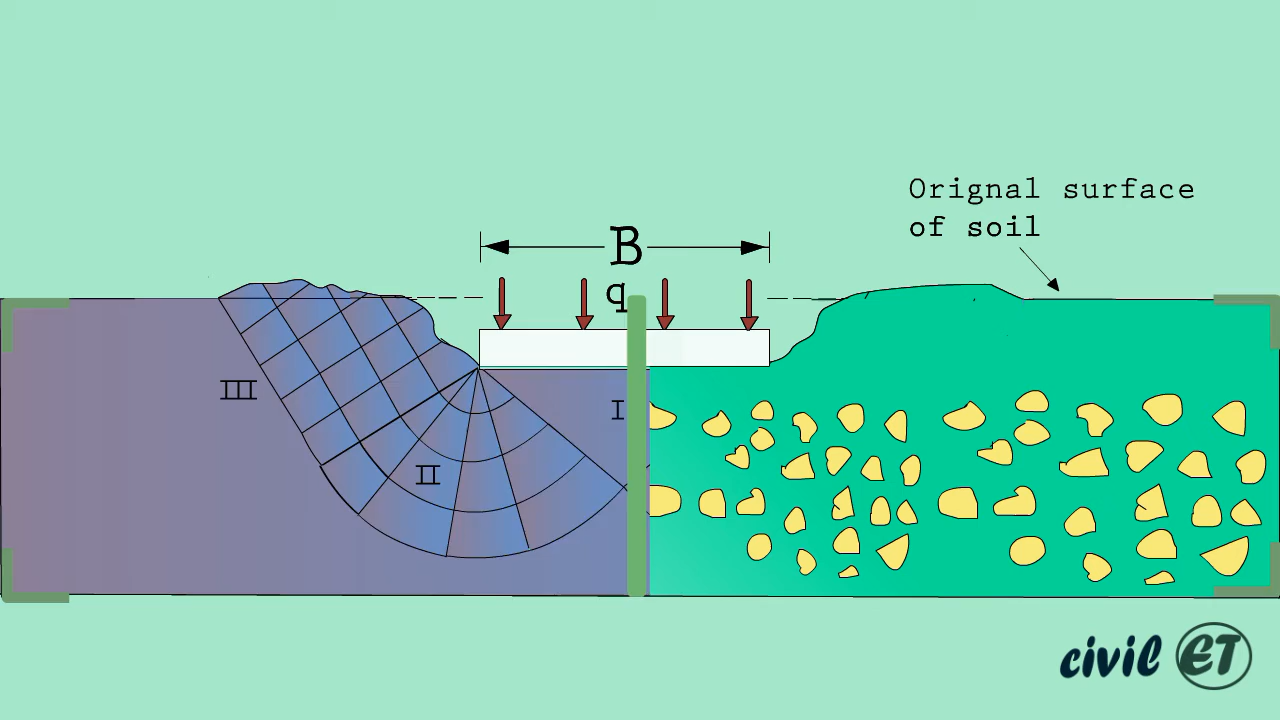 Orignal surface
of soil
B
q
III
I
II
civil ET